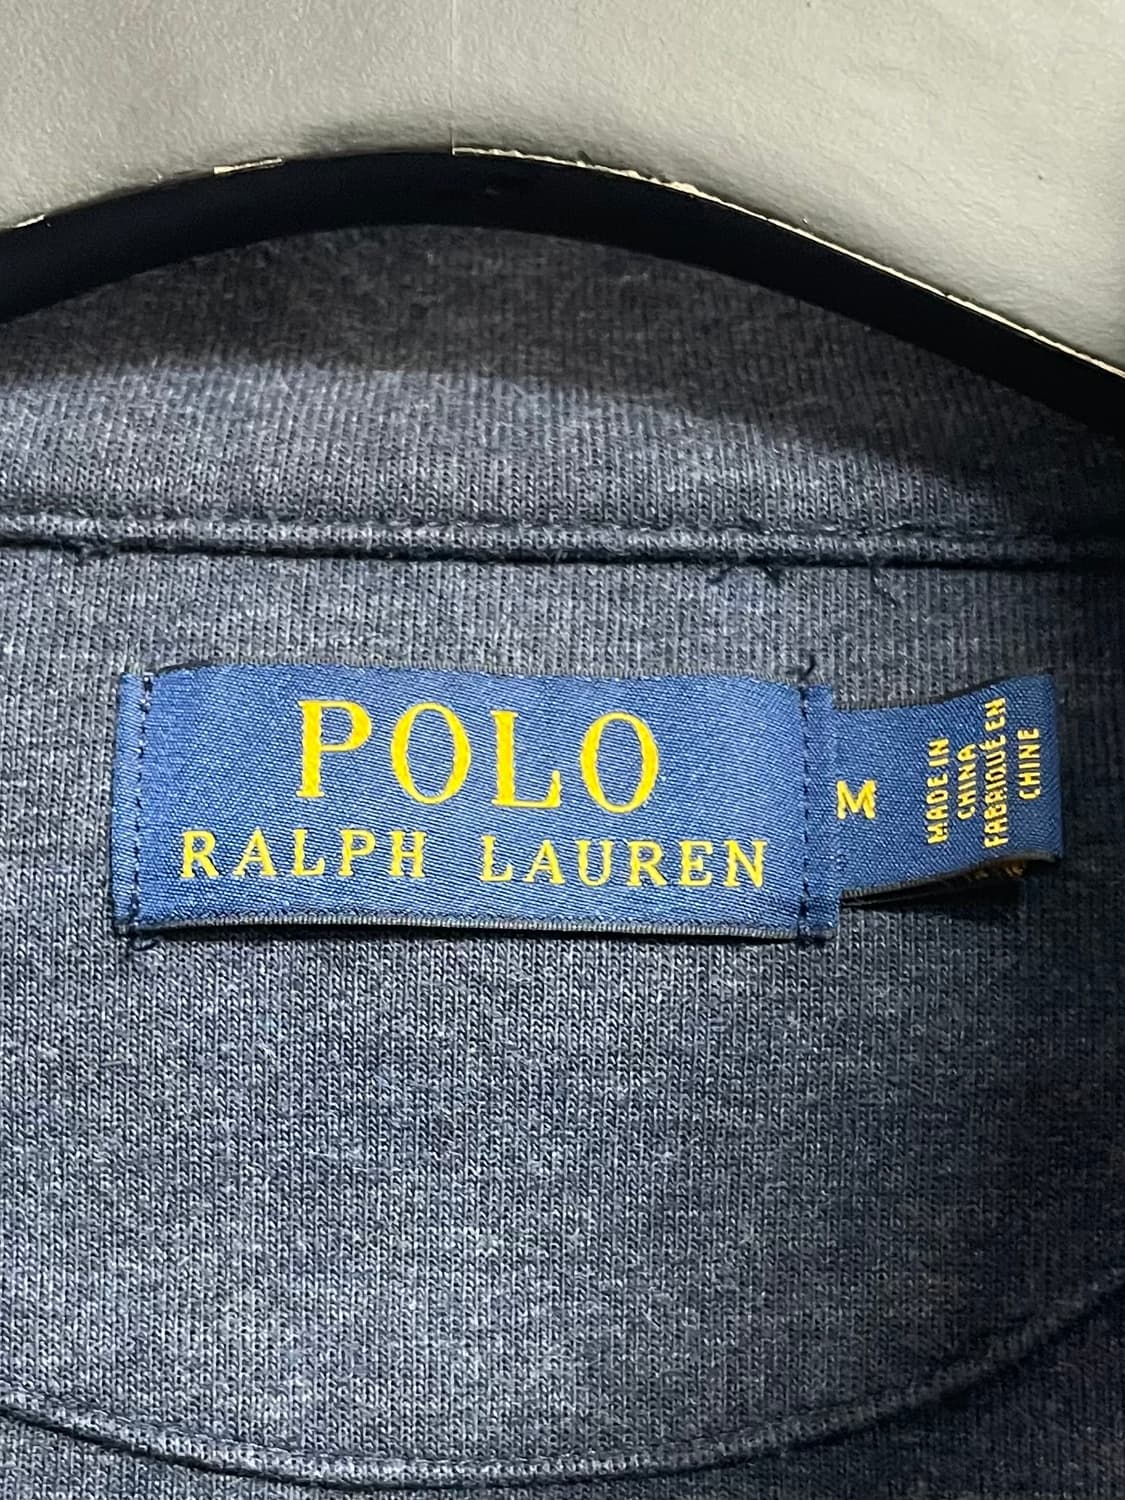 POLO
RALPH LAUREN
M
MADE IN
CHINA
FABRIQUÉ EN
CHINE